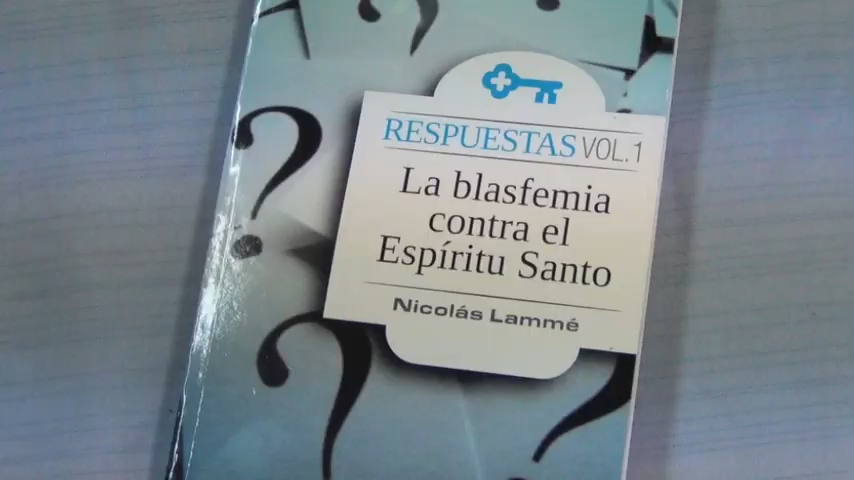 RESPUESTAS VOL.1
La blasfemia
contra el
Espíritu Santo
Nicolás Lammé